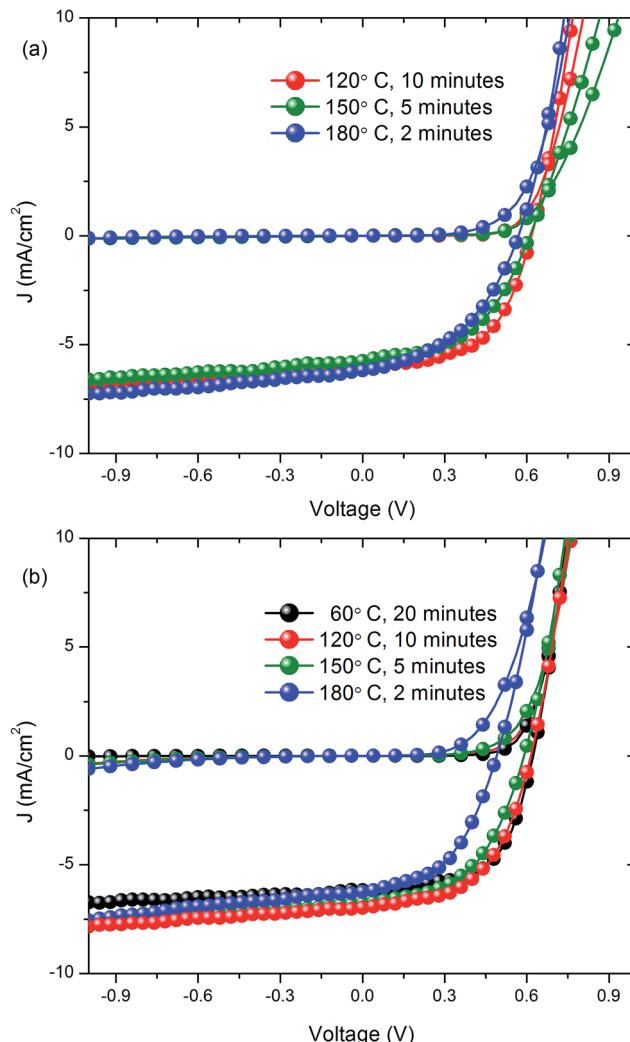 (a)
10
5
0
-5
-10
J (mA/cm²)
120° C, 10 minutes
150° C, 5 minutes
180° C, 2 minutes
-0.9 -0.6 -0.3 0.0 0.3 0.6 0.9
Voltage (V)
(b)
10
5
0
-5
-10
J (mA/cm²)
60° C, 20 minutes
120° C, 10 minutes
150° C, 5 minutes
180° C, 2 minutes
-0.9 -0.6 -0.3 0.0 0.3 0.6 0.9
Voltage (V)